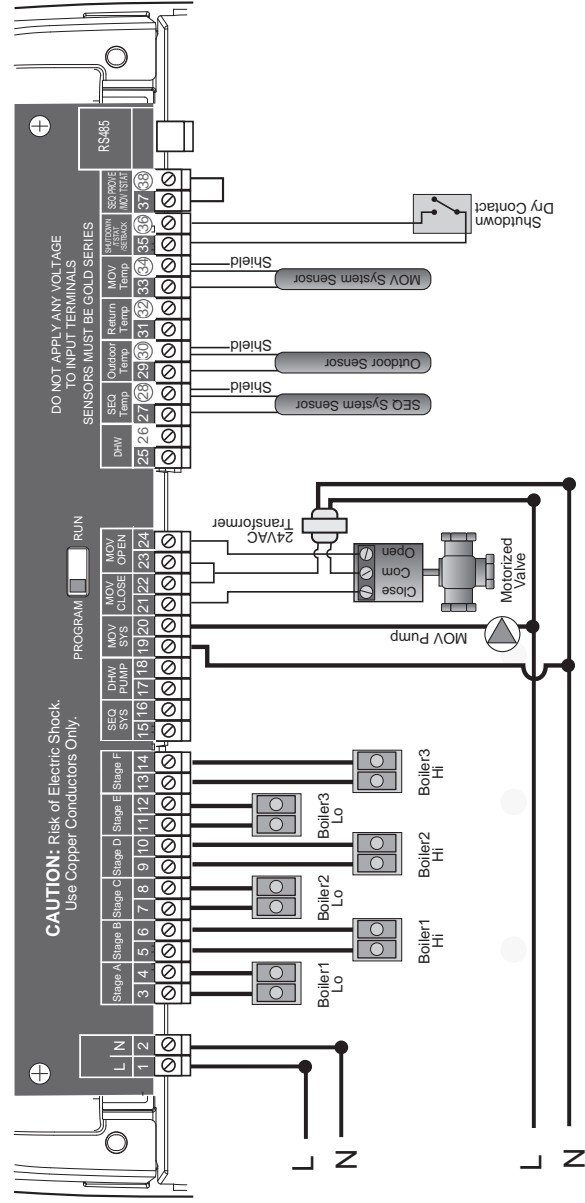 CAUTION: Risk of Electric Shock.
Use Copper Conductors Only.
PROGRAM
RUN
DO NOT APPLY ANY VOLTAGE
TO INPUT TERMINALS
SENSORS MUST BE GOLD SERIES
L
N
Stage A
Stage B
Stage C
Stage D
Stage E
Stage F
SEQ
SYS
DHW
PUMP
MOV
SYS
MOV
CLOSE
MOV
OPEN
DHW
SEQ
Temp
Outdoor
Temp
Return
Temp
MOV
Temp
SHUTDOWN
/TSTAT
/SETBACK
SEQ PROVE
/MOV TSTAT
RS485
1 2
3 4 5 6 7 8 9 10 11 12 13 14
15 16 17 18 19 20 21 22 23 24
25 26 27 28 29 30 31 32 33 34 35 36 37 38
Boiler1
Lo
Boiler1
Hi
Boiler2
Lo
Boiler2
Hi
Boiler3
Lo
Boiler3
Hi
MOV Pump
Close
Com
Open
Motorized
Valve
24VAC
Transformer
Shield
SEQ System Sensor
Shield
Outdoor Sensor
Shield
MOV System Sensor
Shutdown
Dry Contact
L
N
L
N